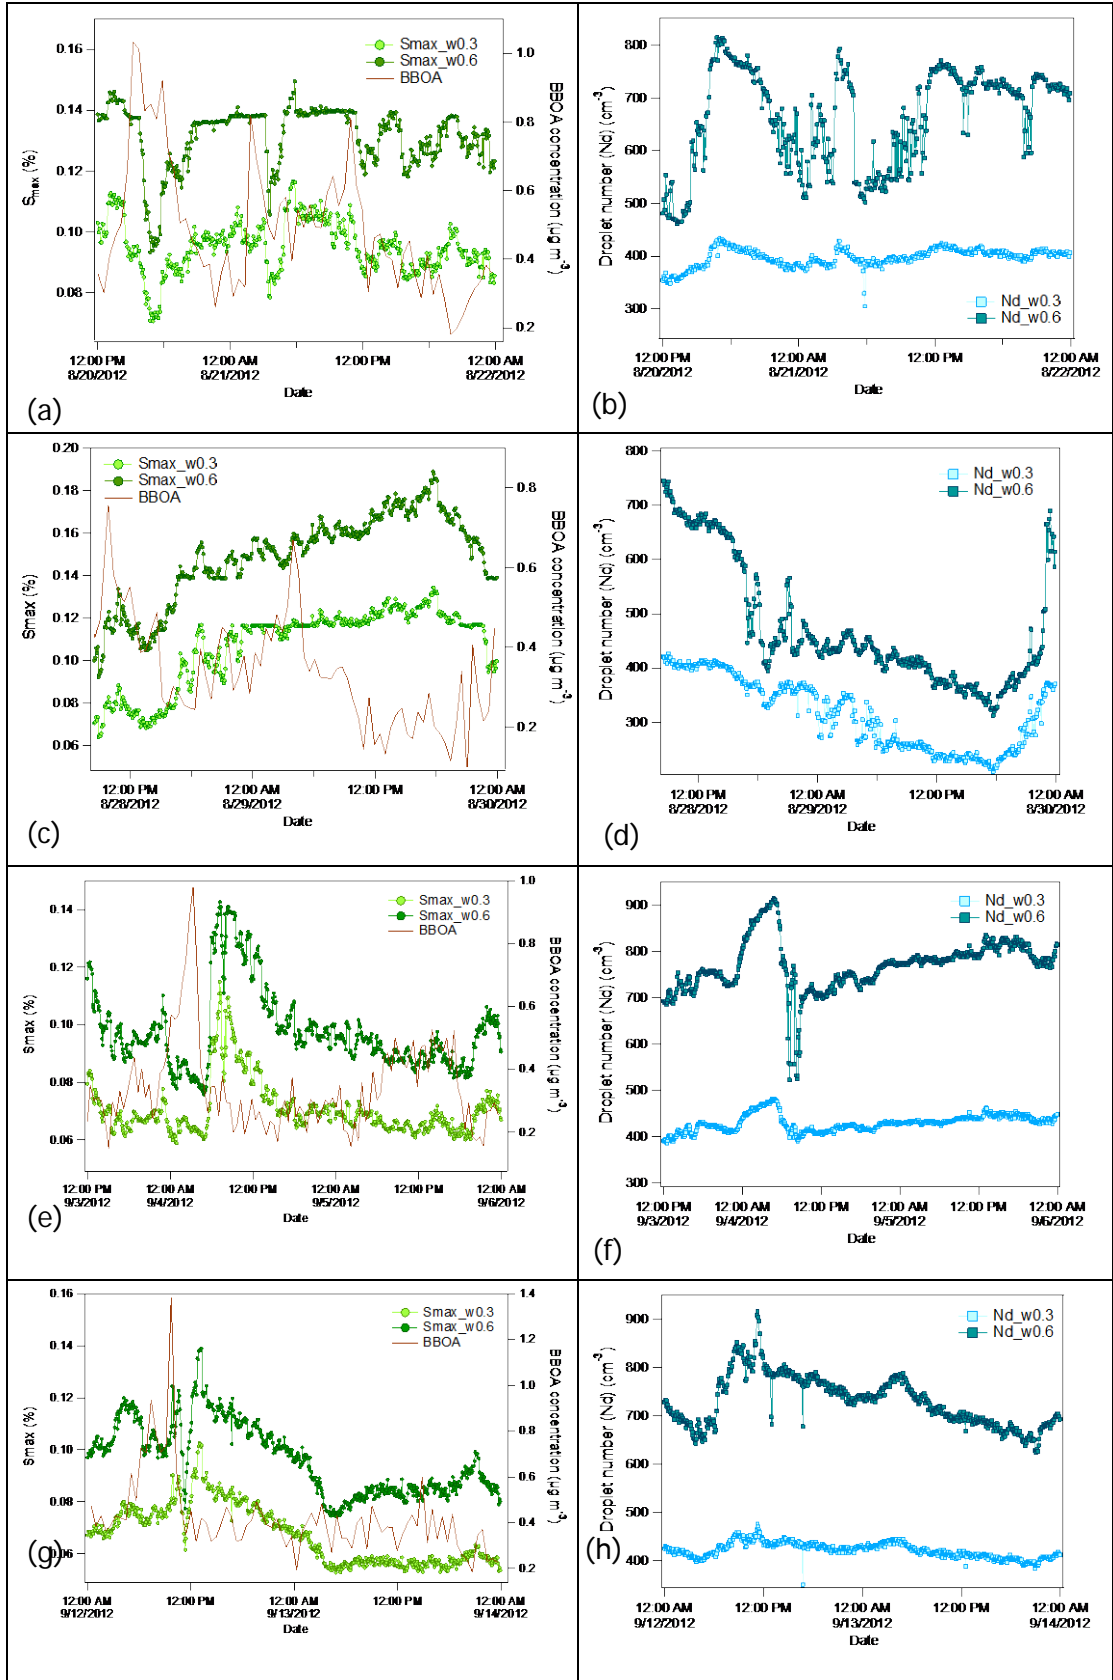 0.16
0.14
0.12
0.10
0.08
Smax (%)
Smax_w0.3
Smax_w0.6
BBOA
1.0
0.8
0.6
0.4
0.2
BBOA concentration (µg m-3)
12:00 PM
8/20/2012
12:00 AM
8/21/2012
12:00 PM
12:00 AM
8/22/2012
Date
(a)
800
700
600
500
400
300
Droplet number (Nd) (cm-3)
Nd_w0.3
Nd_w0.6
12:00 PM
8/20/2012
12:00 AM
8/21/2012
12:00 PM
12:00 AM
8/22/2012
Date
(b)
0.20
0.18
0.16
0.14
0.12
0.10
0.08
0.06
Smax (%)
Smax_w0.3
Smax_w0.6
BBOA
0.8
0.6
0.4
0.2
BBOA concentration (µg m-3)
12:00 PM
8/28/2012
12:00 AM
8/29/2012
12:00 PM
12:00 AM
8/30/2012
Date
(c)
800
700
600
500
400
300
Droplet number (Nd) (cm-3)
Nd_w0.3
Nd_w0.6
12:00 PM
8/28/2012
12:00 AM
8/29/2012
12:00 PM
12:00 AM
8/30/2012
Date
(d)
0.14
0.12
0.10
0.08
0.06
Smax (%)
Smax_w0.3
Smax_w0.6
BBOA
1.0
0.8
0.6
0.4
0.2
BBOA concentration (µg m-3)
12:00 PM
9/3/2012
12:00 AM
9/4/2012
12:00 PM
12:00 AM
9/5/2012
12:00 PM
12:00 AM
9/6/2012
Date
(e)
900
800
700
600
500
400
300
Droplet number (Nd) (cm-3)
Nd_w0.3
Nd_w0.6
12:00 PM
9/3/2012
12:00 AM
9/4/2012
12:00 PM
12:00 AM
9/5/2012
12:00 PM
12:00 AM
9/6/2012
Date
(f)
0.16
0.14
0.12
0.10
0.08
0.06
Smax (%)
Smax_w0.3
Smax_w0.6
BBOA
1.4
1.2
1.0
0.8
0.6
0.4
0.2
BBOA concentration (µg m-3)
12:00 AM
9/12/2012
12:00 PM
12:00 AM
9/13/2012
12:00 PM
12:00 AM
9/14/2012
Date
(g)
900
800
700
600
500
400
Droplet number (Nd) (cm-3)
Nd_w0.3
Nd_w0.6
12:00 AM
9/12/2012
12:00 PM
12:00 AM
9/13/2012
12:00 PM
12:00 AM
9/14/2012
Date
(h)